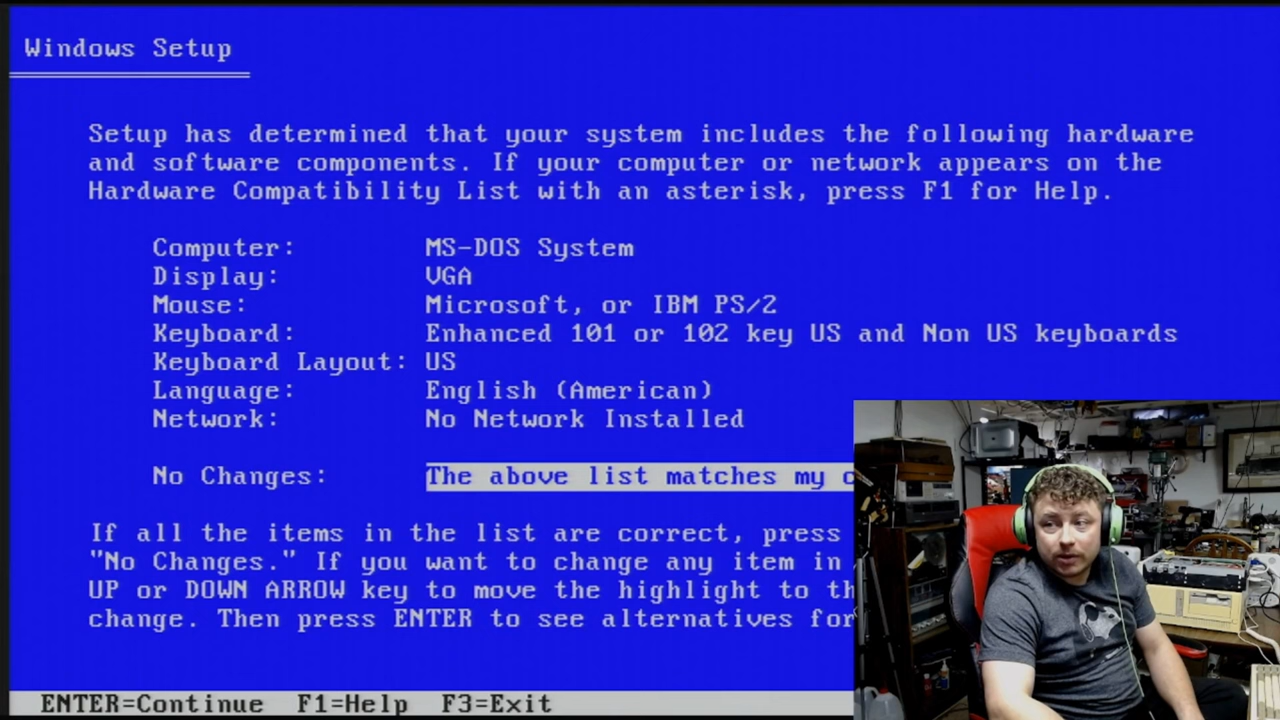 Windows Setup
Setup has determined that your system includes the following hardware
and software components. If your computer or network appears on the
Hardware Compatibility List with an asterisk, press F1 for Help.
Computer: MS-DOS System
Display: VGA
Mouse: Microsoft, or IBM PS/2
Keyboard: Enhanced 101 or 102 key US and Non US keyboards
Keyboard Layout: US
Language: English (American)
Network: No Network Installed
No Changes: The above list matches my
If all the items in the list are correct, press
"No Changes." If you want to change any item in
UP or DOWN ARROW key to move the highlight to
change. Then press ENTER to see alternatives for
ENTER=Continue F1=Help F3=Exit